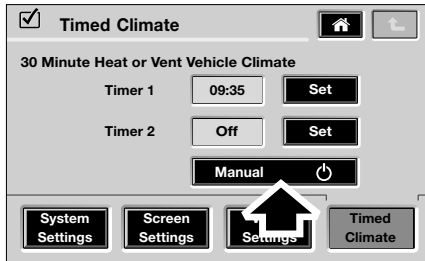 Timed Climate
30 Minute Heat or Vent Vehicle Climate
Timer 1 09:35 Set
Timer 2 Off Set
Manual
System Settings
Screen Settings
Settings
Timed Climate